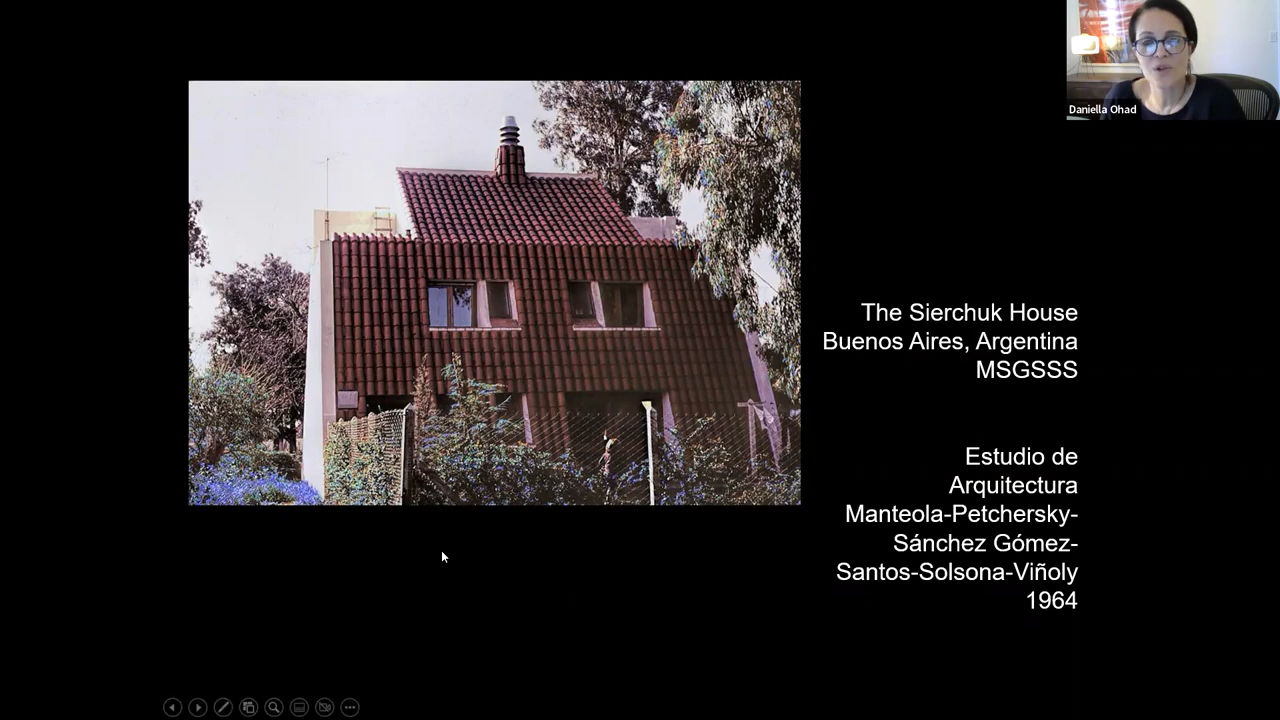 Daniella Ohad
The Sierchuk House
Buenos Aires, Argentina
MSGSSS
Estudio de
Arquitectura
Manteola-Petchersky-
Sánchez Gómez-
Santos-Solsona-Viñoly
1964